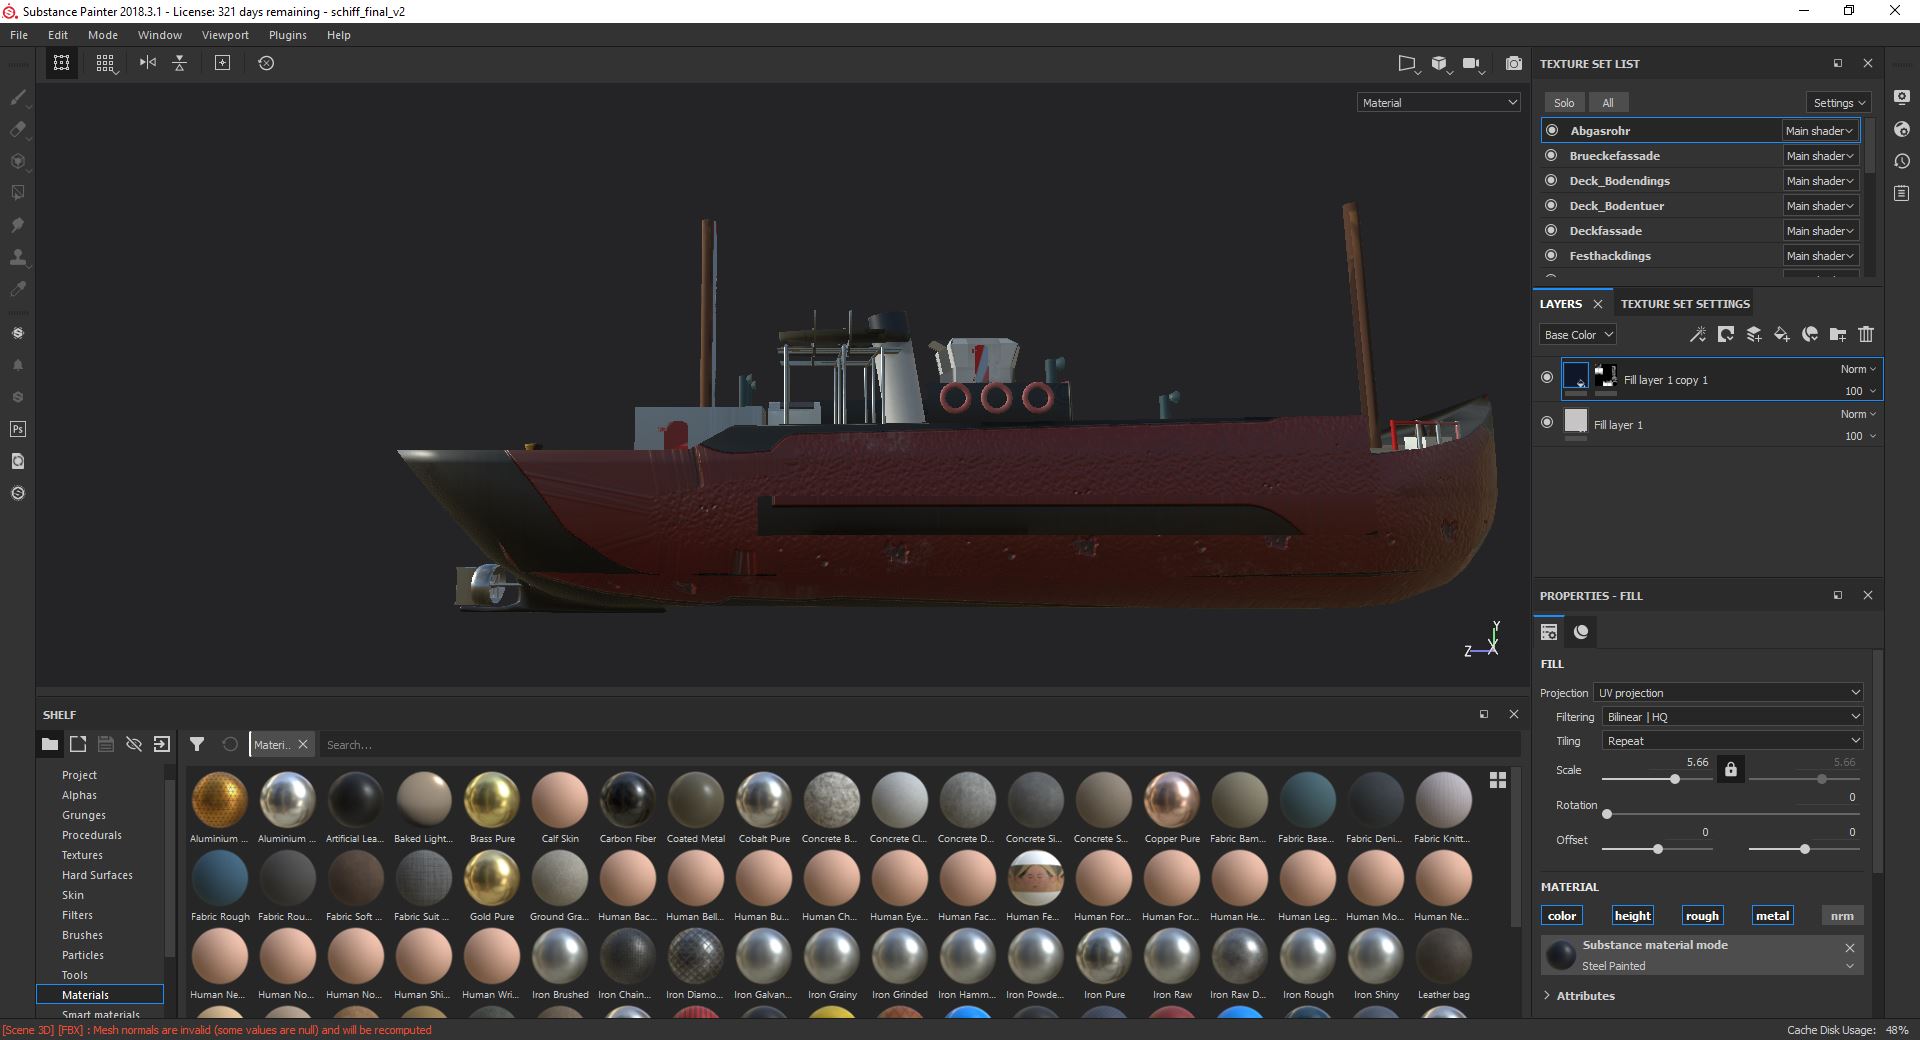 Substance Painter 2018.3.1 - License: 321 days remaining - schiff_final_v2
File Edit Mode Window Viewport Plugins Help
Material
TEXTURE SET LIST
Solo All Settings
Abgasrohr Main shader
Brueckefassade Main shader
Deck_Bodendings Main shader
Deck_Bodentuer Main shader
Deckfassade Main shader
Festhackdings Main shader
LAYERS TEXTURE SET SETTINGS
Base Color
Fill layer 1 copy 1 Norm 100
Fill layer 1 Norm 100
PROPERTIES - FILL
FILL
Projection UV projection
Filtering Bilinear | HQ
Tiling Repeat
Scale 5.66 5.66
Rotation 0
Offset 0 0
MATERIAL
color height rough metal nrm
Substance material mode
Steel Painted
Attributes
Y
Z X
Ps
SHELF
Materi.. Search...
Project
Alphas
Grunges
Procedurals
Textures
Hard Surfaces
Skin
Filters
Brushes
Particles
Tools
Materials
Smart materials
Aluminium ... Aluminium ... Artificial Lea... Baked Light... Brass Pure Calf Skin Carbon Fiber Coated Metal Cobalt Pure Concrete B... Concrete Cl... Concrete D... Concrete Si... Concrete S... Copper Pure Fabric Bam... Fabric Base... Fabric Deni... Fabric Knitt...
Fabric Rough Fabric Rou... Fabric Soft ... Fabric Suit ... Gold Pure Ground Gra... Human Bac... Human Bell... Human Bu... Human Ch... Human Eye... Human Fac... Human Fe... Human For... Human For... Human He... Human Leg... Human Mo... Human Ne...
Human Ne... Human No... Human No... Human Shi... Human Wri... Iron Brushed Iron Chain... Iron Diamo... Iron Galvan... Iron Grainy Iron Grinded Iron Hamm... Iron Powde... Iron Pure Iron Raw Iron Raw D... Iron Rough Iron Shiny Leather bag
[Scene 3D] [FBX] : Mesh normals are invalid (some values are null) and will be recomputed
Cache Disk Usage: 48%